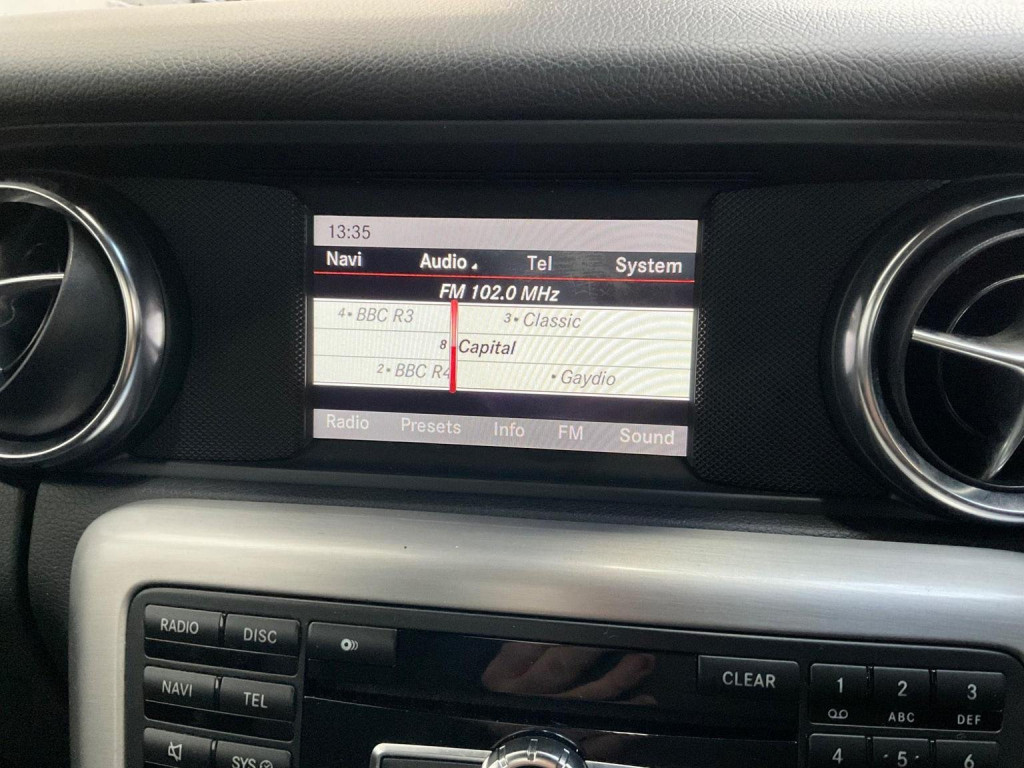 13:35
Navi Audio Tel System
FM 102.0 MHz
4• BBC R3 3• Classic
8 Capital
2• BBC R4 • Gaydio
Radio Presets Info FM Sound
RADIO DISC
CLEAR 1 2 3
NAVI TEL
ABC DEF
SYS 4 5 6